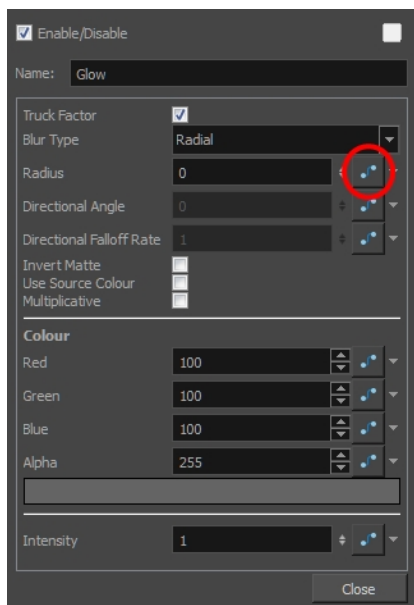 Enable/Disable
Name: Glow
Truck Factor
Blur Type Radial
Radius 0
Directional Angle 0
Directional Falloff Rate 1
Invert Matte
Use Source Colour
Multiplicative
Colour
Red 100
Green 100
Blue 100
Alpha 255
Intensity 1
Close